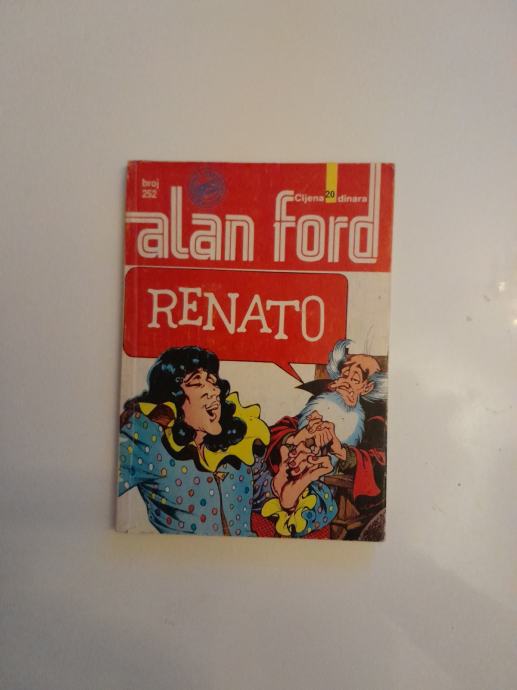 broj
252
Cijena 20 dinara
alan ford
RENATO